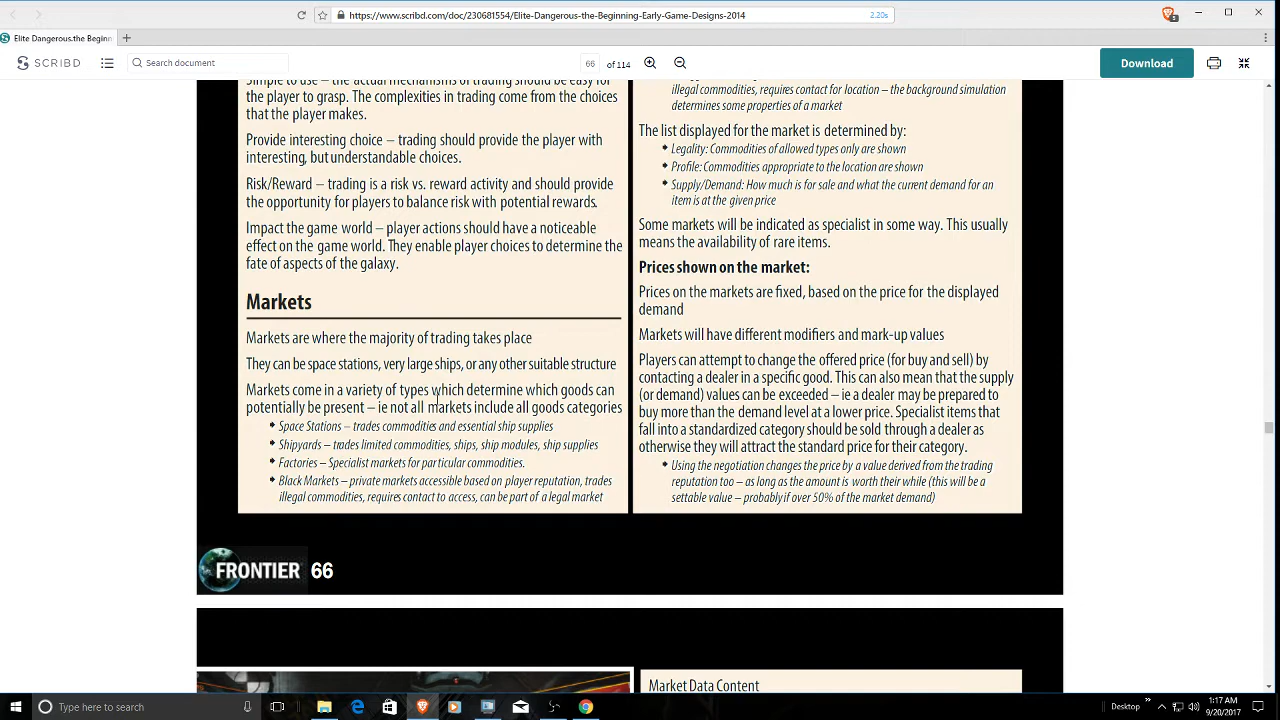 https://www.scribd.com/doc/230681554/Elite-Dangerous-the-Beginning-Early-Game-Designs-2014
2.20s
Elite Dangerous.the Beginn
SCRIBD
Search document
66 of 114
Download
Simple to use – the actual mechanisms of trading should be easy for
the player to grasp. The complexities in trading come from the choices
that the player makes.
Provide interesting choice – trading should provide the player with
interesting, but understandable choices.
Risk/Reward – trading is a risk vs. reward activity and should provide
the opportunity for players to balance risk with potential rewards.
Impact the game world – player actions should have a noticeable
effect on the game world. They enable player choices to determine the
fate of aspects of the galaxy.
Markets
Markets are where the majority of trading takes place
They can be space stations, very large ships, or any other suitable structure
Markets come in a variety of types which determine which goods can
potentially be present – ie not all markets include all goods categories
Space Stations – trades commodities and essential ship supplies
Shipyards – trades limited commodities, ships, ship modules, ship supplies
Factories – Specialist markets for particular commodities.
Black Markets – private markets accessible based on player reputation, trades
illegal commodities, requires contact to access, can be part of a legal market
illegal commodities, requires contact for location – the background simulation
determines some properties of a market
The list displayed for the market is determined by:
Legality: Commodities of allowed types only are shown
Profile: Commodities appropriate to the location are shown
Supply/Demand: How much is for sale and what the current demand for an
item is at the given price
Some markets will be indicated as specialist in some way. This usually
means the availability of rare items.
Prices shown on the market:
Prices on the markets are fixed, based on the price for the displayed
demand
Markets will have different modifiers and mark-up values
Players can attempt to change the offered price (for buy and sell) by
contacting a dealer in a specific good. This can also mean that the supply
(or demand) values can be exceeded – ie a dealer may be prepared to
buy more than the demand level at a lower price. Specialist items that
fall into a standardized category should be sold through a dealer as
otherwise they will attract the standard price for their category.
Using the negotiation changes the price by a value derived from the trading
reputation too – as long as the amount is worth their while (this will be a
settable value – probably if over 50% of the market demand)
FRONTIER 66
Market Data Content
Type here to search
Desktop
1:17 AM
9/20/2017